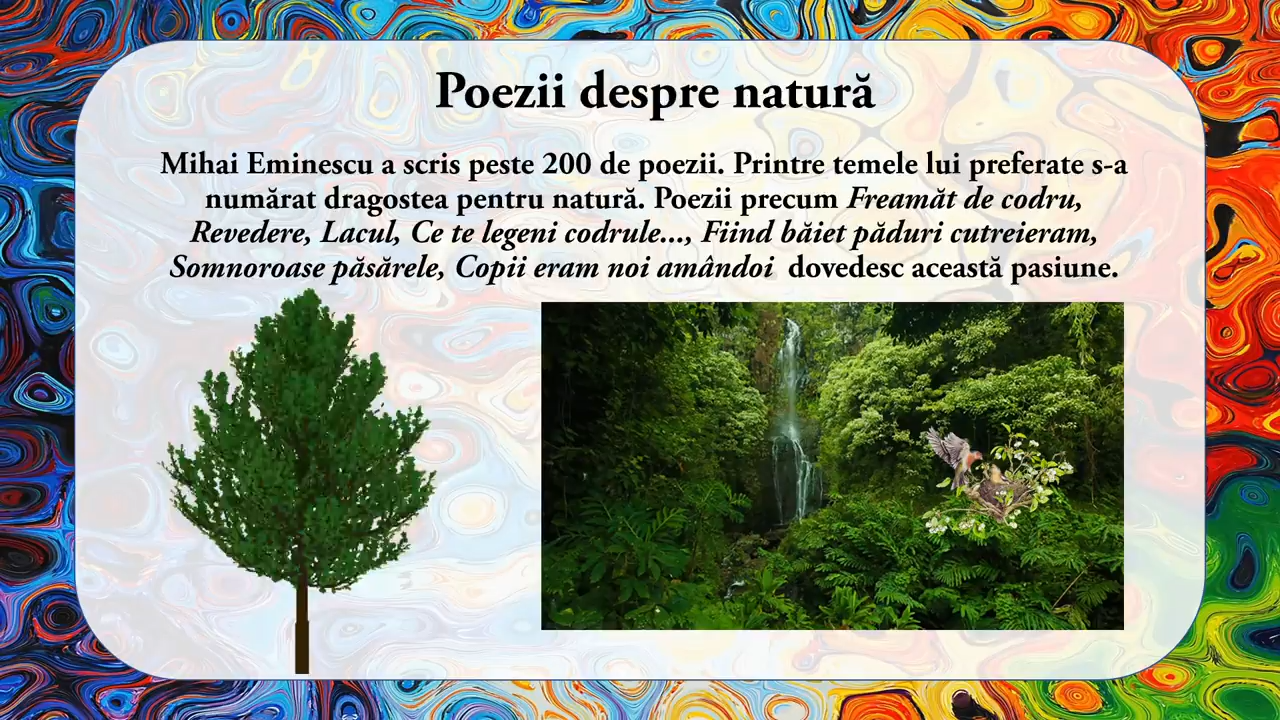 Poezii despre natură
Mihai Eminescu a scris peste 200 de poezii. Printre temele lui preferate s-a
numărat dragostea pentru natură. Poezii precum Freamăt de codru,
Revedere, Lacul, Ce te legeni codrule..., Fiind băiet păduri cutreieram,
Somnoroase păsărele, Copii eram noi amândoi dovedesc această pasiune.